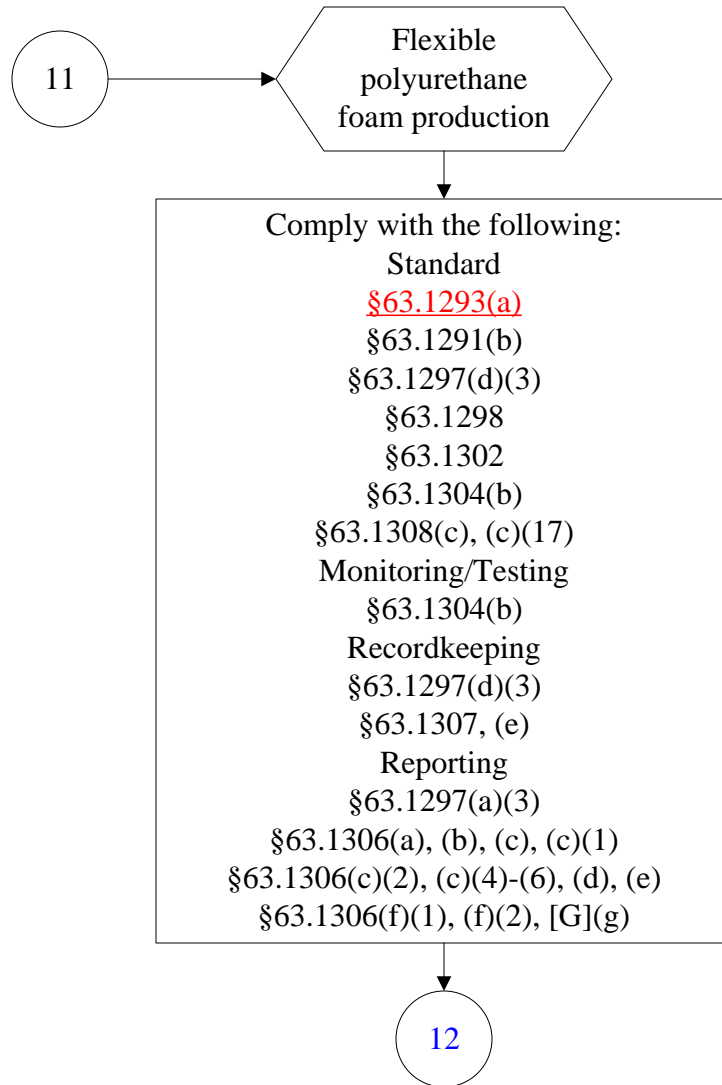 11
Flexible
polyurethane
foam production
Comply with the following:
Standard
§63.1293(a)
§63.1291(b)
§63.1297(d)(3)
§63.1298
§63.1302
§63.1304(b)
§63.1308(c), (c)(17)
Monitoring/Testing
§63.1304(b)
Recordkeeping
§63.1297(d)(3)
§63.1307, (e)
Reporting
§63.1297(a)(3)
§63.1306(a), (b), (c), (c)(1)
§63.1306(c)(2), (c)(4)-(6), (d), (e)
§63.1306(f)(1), (f)(2), [G](g)
12